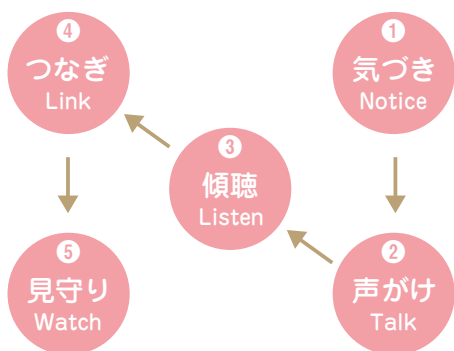 ❶
気づき
Notice
❷
声がけ
Talk
❸
傾聴
Listen
❹
つなぎ
Link
❺
見守り
Watch